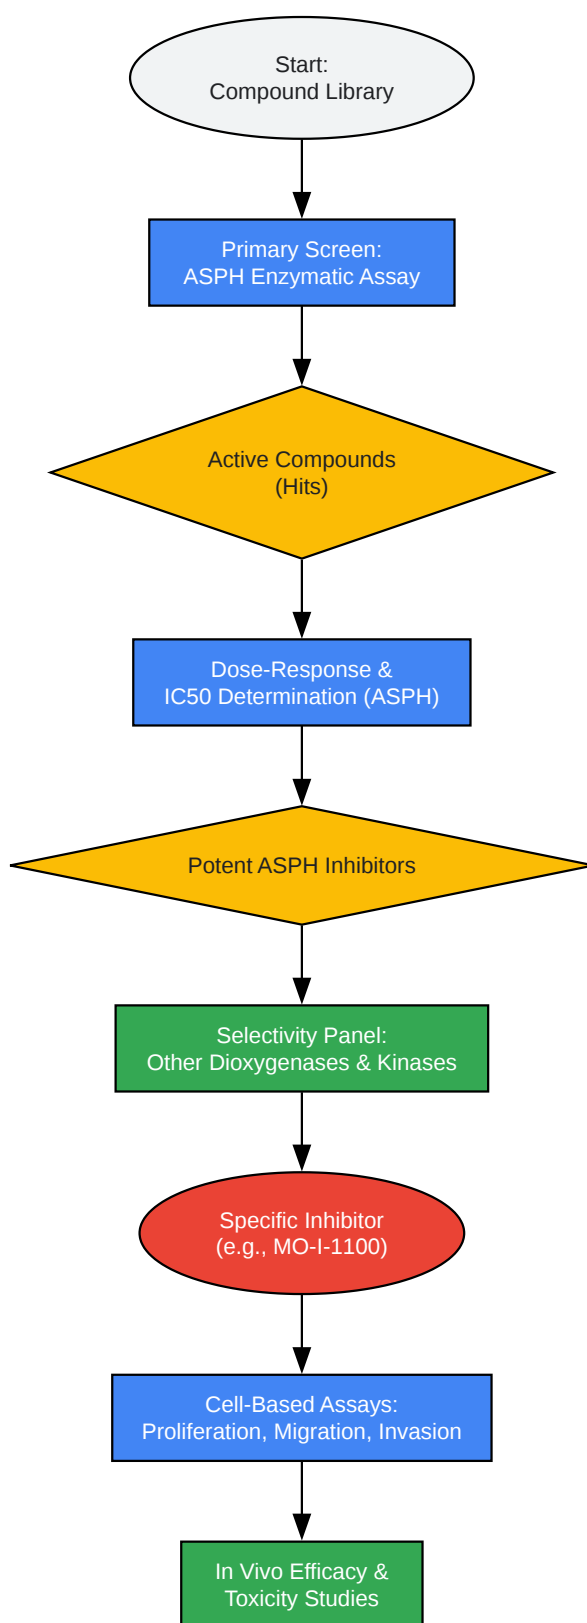 Start:
Compound Library
Primary Screen:
ASPH Enzymatic Assay
Active Compounds
(Hits)
Dose-Response &
IC50 Determination (ASPH)
Potent ASPH Inhibitors
Selectivity Panel:
Other Dioxygenases & Kinases
Specific Inhibitor
(e.g., MO-I-1100)
Cell-Based Assays:
Proliferation, Migration, Invasion
In Vivo Efficacy &
Toxicity Studies